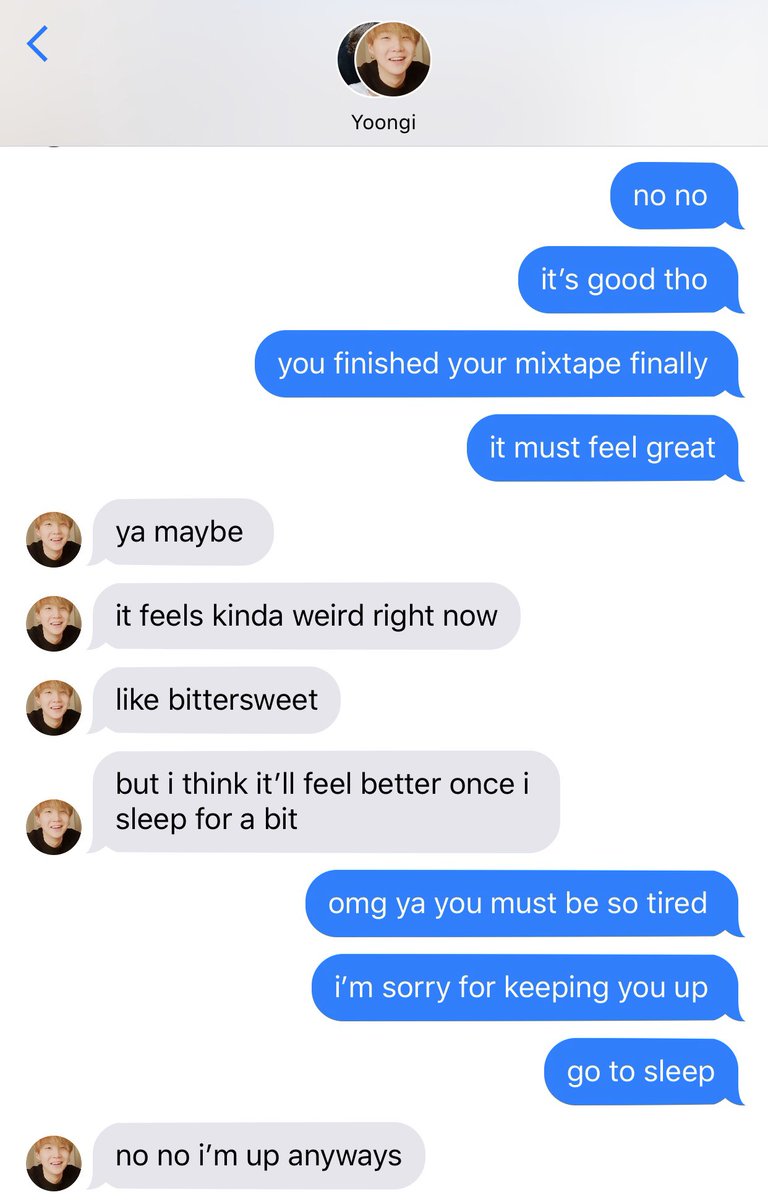 Yoongi
no no
it’s good tho
you finished your mixtape finally
it must feel great
ya maybe
it feels kinda weird right now
like bittersweet
but i think it’ll feel better once i
sleep for a bit
omg ya you must be so tired
i’m sorry for keeping you up
go to sleep
no no i’m up anyways